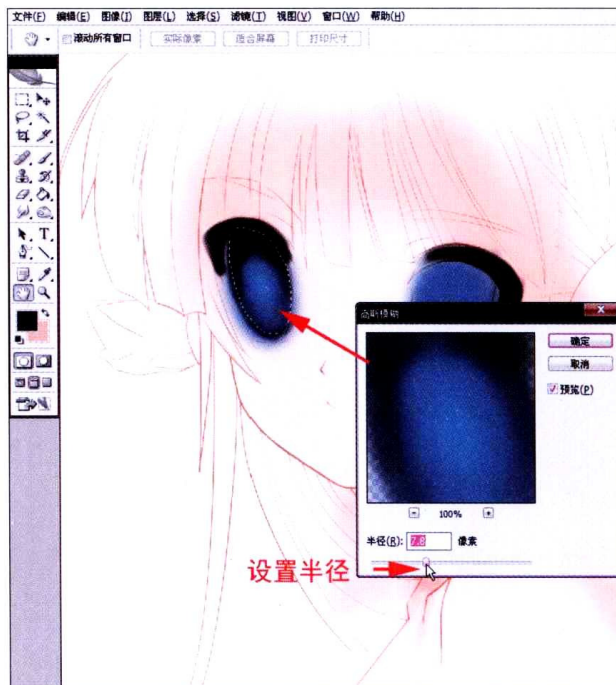 文件(F) 编辑(E) 图像(I) 图层(L) 选择(S) 滤镜(T) 视图(V) 窗口(W) 帮助(H)
滚动所有窗口 实际像素 适合屏幕 打印尺寸
高斯模糊
确定
取消
预览(P)
100%
半径(R): 7.8 像素
设置半径